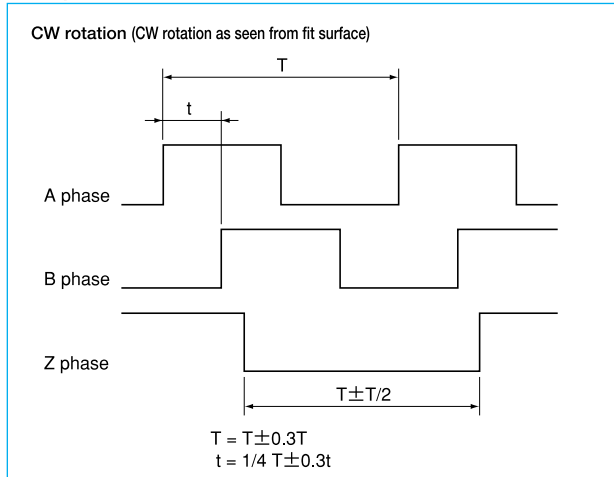 CW rotation (CW rotation as seen from fit surface)
T
t
A phase
B phase
Z phase
T±T/2
T = T±0.3T
t = 1/4 T±0.3t